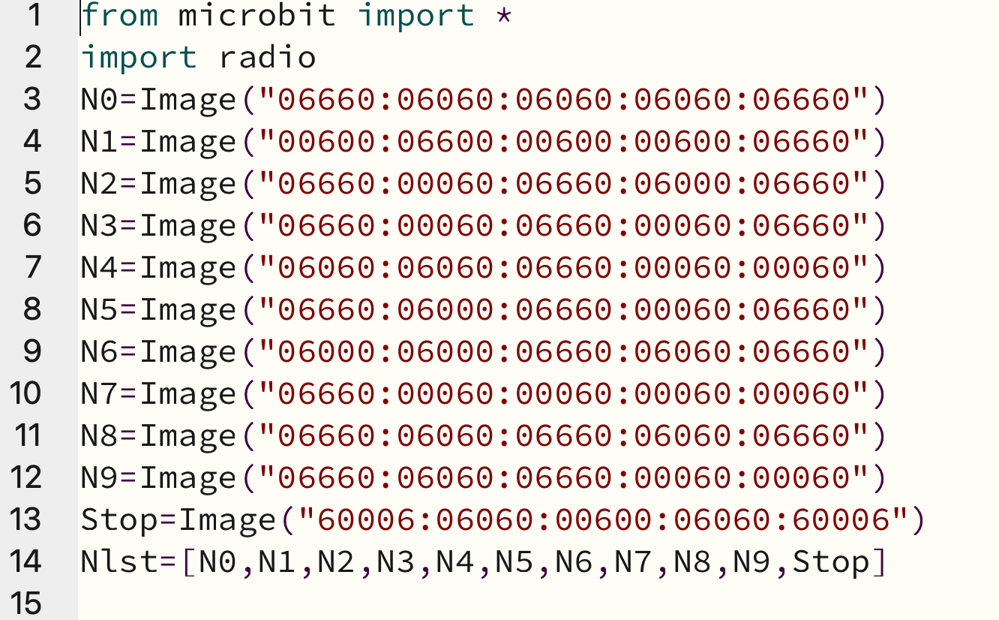 1 from microbit import *
2 import radio
3 N0=Image("06660:06060:06060:06060:06660")
4 N1=Image("00600:06600:00600:00600:06660")
5 N2=Image("06660:00060:06660:06000:06660")
6 N3=Image("06660:00060:06660:00060:06660")
7 N4=Image("06060:06060:06660:00060:00060")
8 N5=Image("06660:06000:06660:00060:06660")
9 N6=Image("06000:06000:06660:06060:06660")
10 N7=Image("06660:00060:00060:00060:00060")
11 N8=Image("06660:06060:06660:06060:06660")
12 N9=Image("06660:06060:06660:00060:00060")
13 Stop=Image("60006:06060:00600:06060:60006")
14 Nlst=[N0,N1,N2,N3,N4,N5,N6,N7,N8,N9,Stop]
15